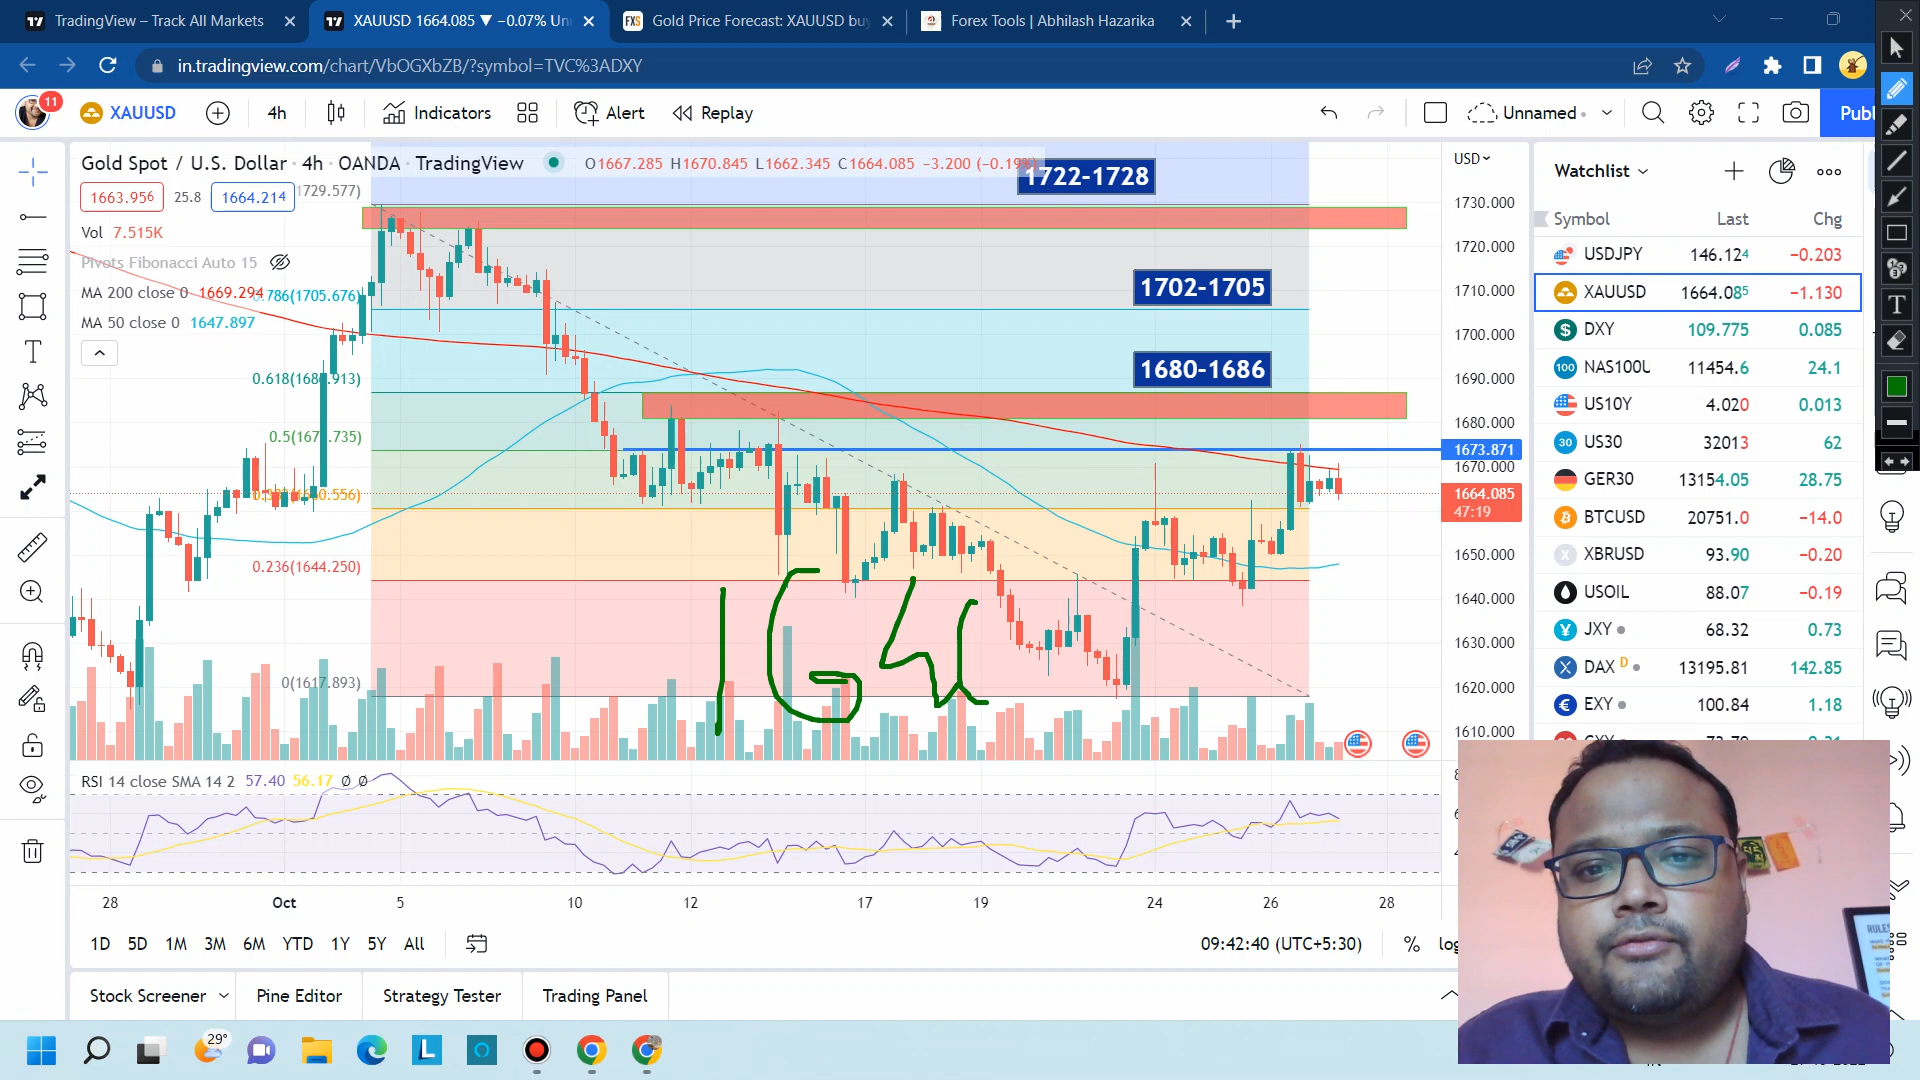 TradingView – Track All Markets
XAUUSD 1664.085 ▼ −0.07% Un
Gold Price Forecast: XAUUSD bu
Forex Tools | Abhilash Hazarika
in.tradingview.com/chart/VbOGXbZB/?symbol=TVC%3ADXY
11
XAUUSD
4h
Indicators
Alert
Replay
Unnamed
Publ
Gold Spot / U.S. Dollar · 4h · OANDA · TradingView
O1667.285 H1670.845 L1662.345 C1664.085 −3.200 (−0.19%)
1663.956
25.8
1664.214
1729.577)
Vol 7.515K
Pivots Fibonacci Auto 15
MA 200 close 0 1669.294
0.786(1705.676)
MA 50 close 0 1647.897
1722-1728
1702-1705
1680-1686
0.5(1673.735)
0.236(1644.250)
0(1617.893)
164
USD
1730.000
1720.000
1710.000
1700.000
1690.000
1680.000
1673.871
1670.000
1664.085
47:19
1650.000
1640.000
1630.000
1620.000
1610.000
RSI 14 close SMA 14 2 57.40 56.17 Ø Ø
28 Oct 5 10 12 17 19 24 26 28
1D 5D 1M 3M 6M YTD 1Y 5Y All
09:42:40 (UTC+5:30)
%
log
Stock Screener
Pine Editor
Strategy Tester
Trading Panel
Watchlist
Symbol Last Chg
USDJPY 146.124 −0.203
XAUUSD 1664.085 −1.130
DXY 109.775 0.085
NAS100U 11454.6 24.1
US10Y 4.020 0.013
US30 32013 62
GER30 13154.05 28.75
BTCUSD 20751.0 −14.0
XBRUSD 93.90 −0.20
USOIL 88.07 −0.19
JXY 68.32 0.73
DAX D 13195.81 142.85
EXY 100.84 1.18
RULES
29°